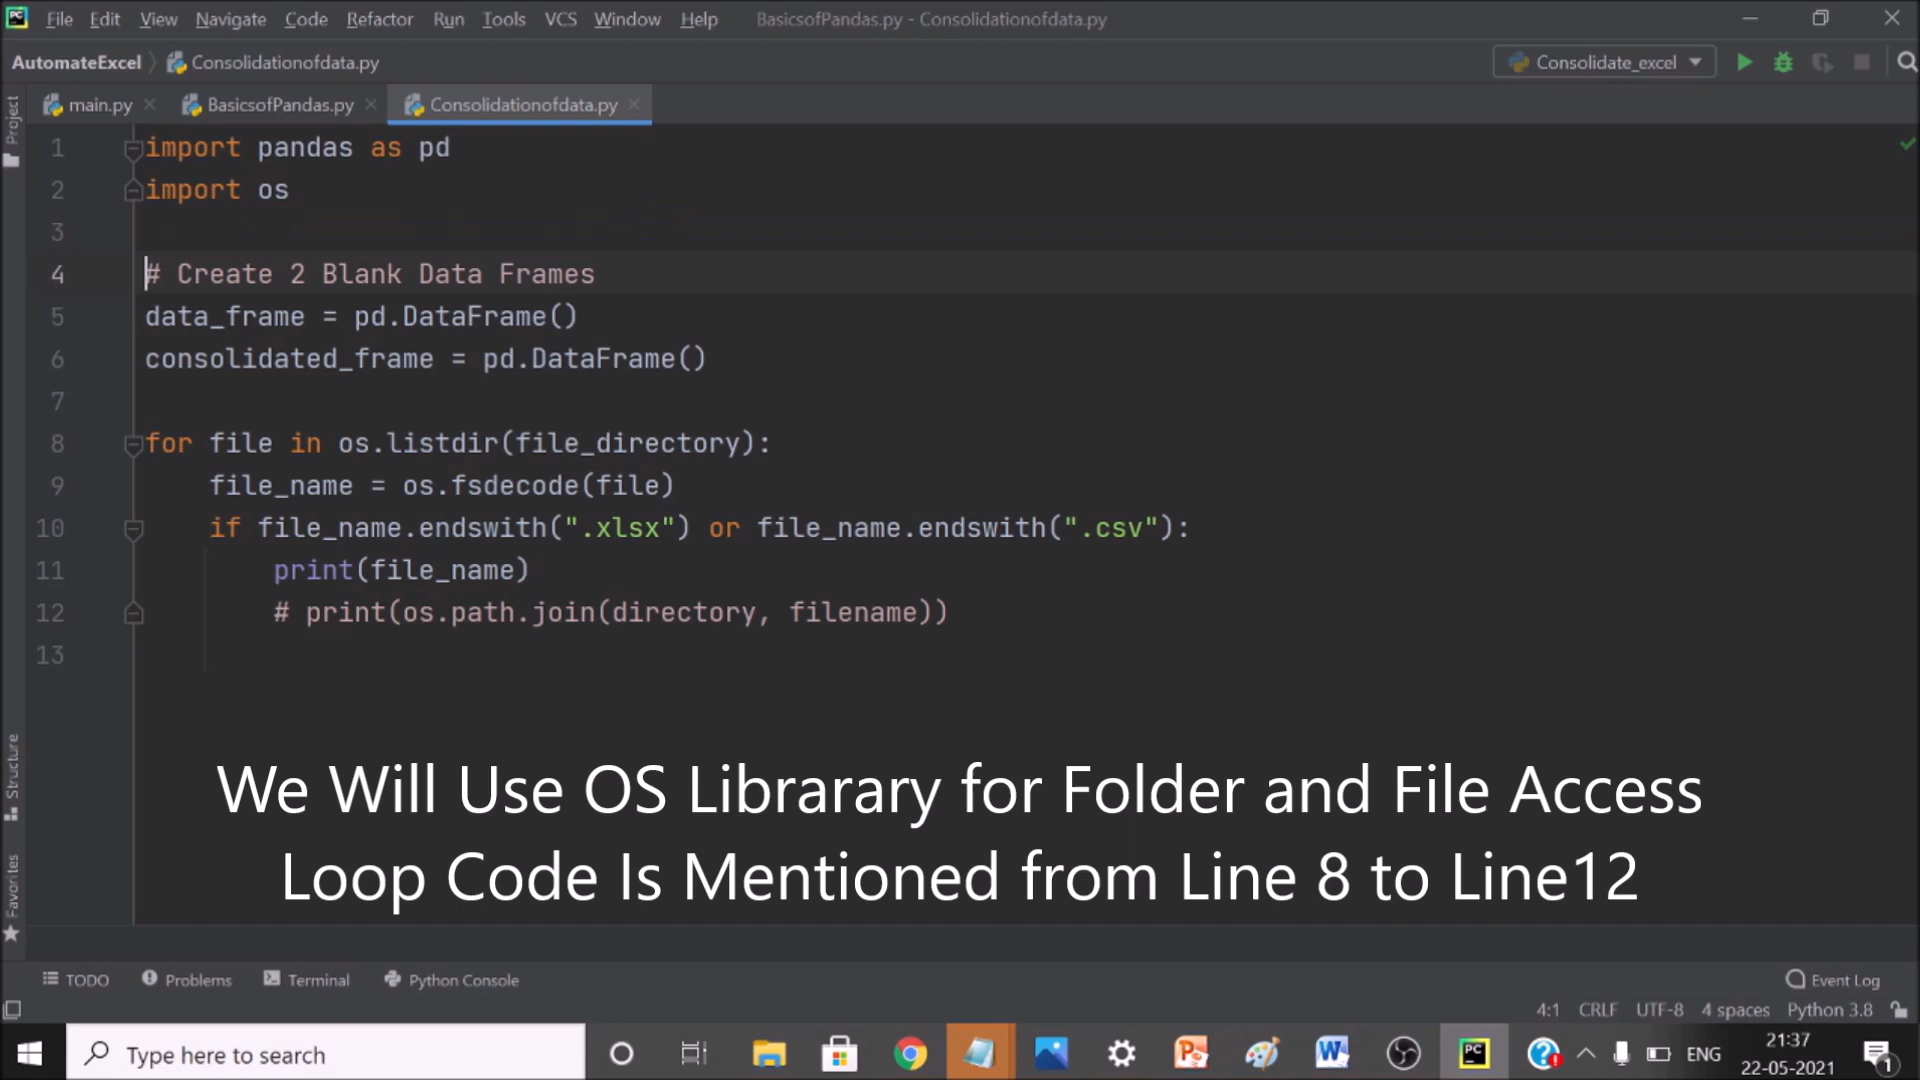 File Edit View Navigate Code Refactor Run Tools VCS Window Help BasicsofPandas.py - Consolidationofdata.py
AutomateExcel Consolidationofdata.py Consolidate_excel
main.py BasicsofPandas.py Consolidationofdata.py
Project
1 import pandas as pd
2 import os
3
4 # Create 2 Blank Data Frames
5 data_frame = pd.DataFrame()
6 consolidated_frame = pd.DataFrame()
7
8 for file in os.listdir(file_directory):
9 file_name = os.fsdecode(file)
10 if file_name.endswith(".xlsx") or file_name.endswith(".csv"):
11 print(file_name)
12 # print(os.path.join(directory, filename))
13
Structure
Favorites
We Will Use OS Librarary for Folder and File Access
Loop Code Is Mentioned from Line 8 to Line12
TODO Problems Terminal Python Console Event Log
4:1 CRLF UTF-8 4 spaces Python 3.8
Type here to search
ENG
21:37
22-05-2021
1